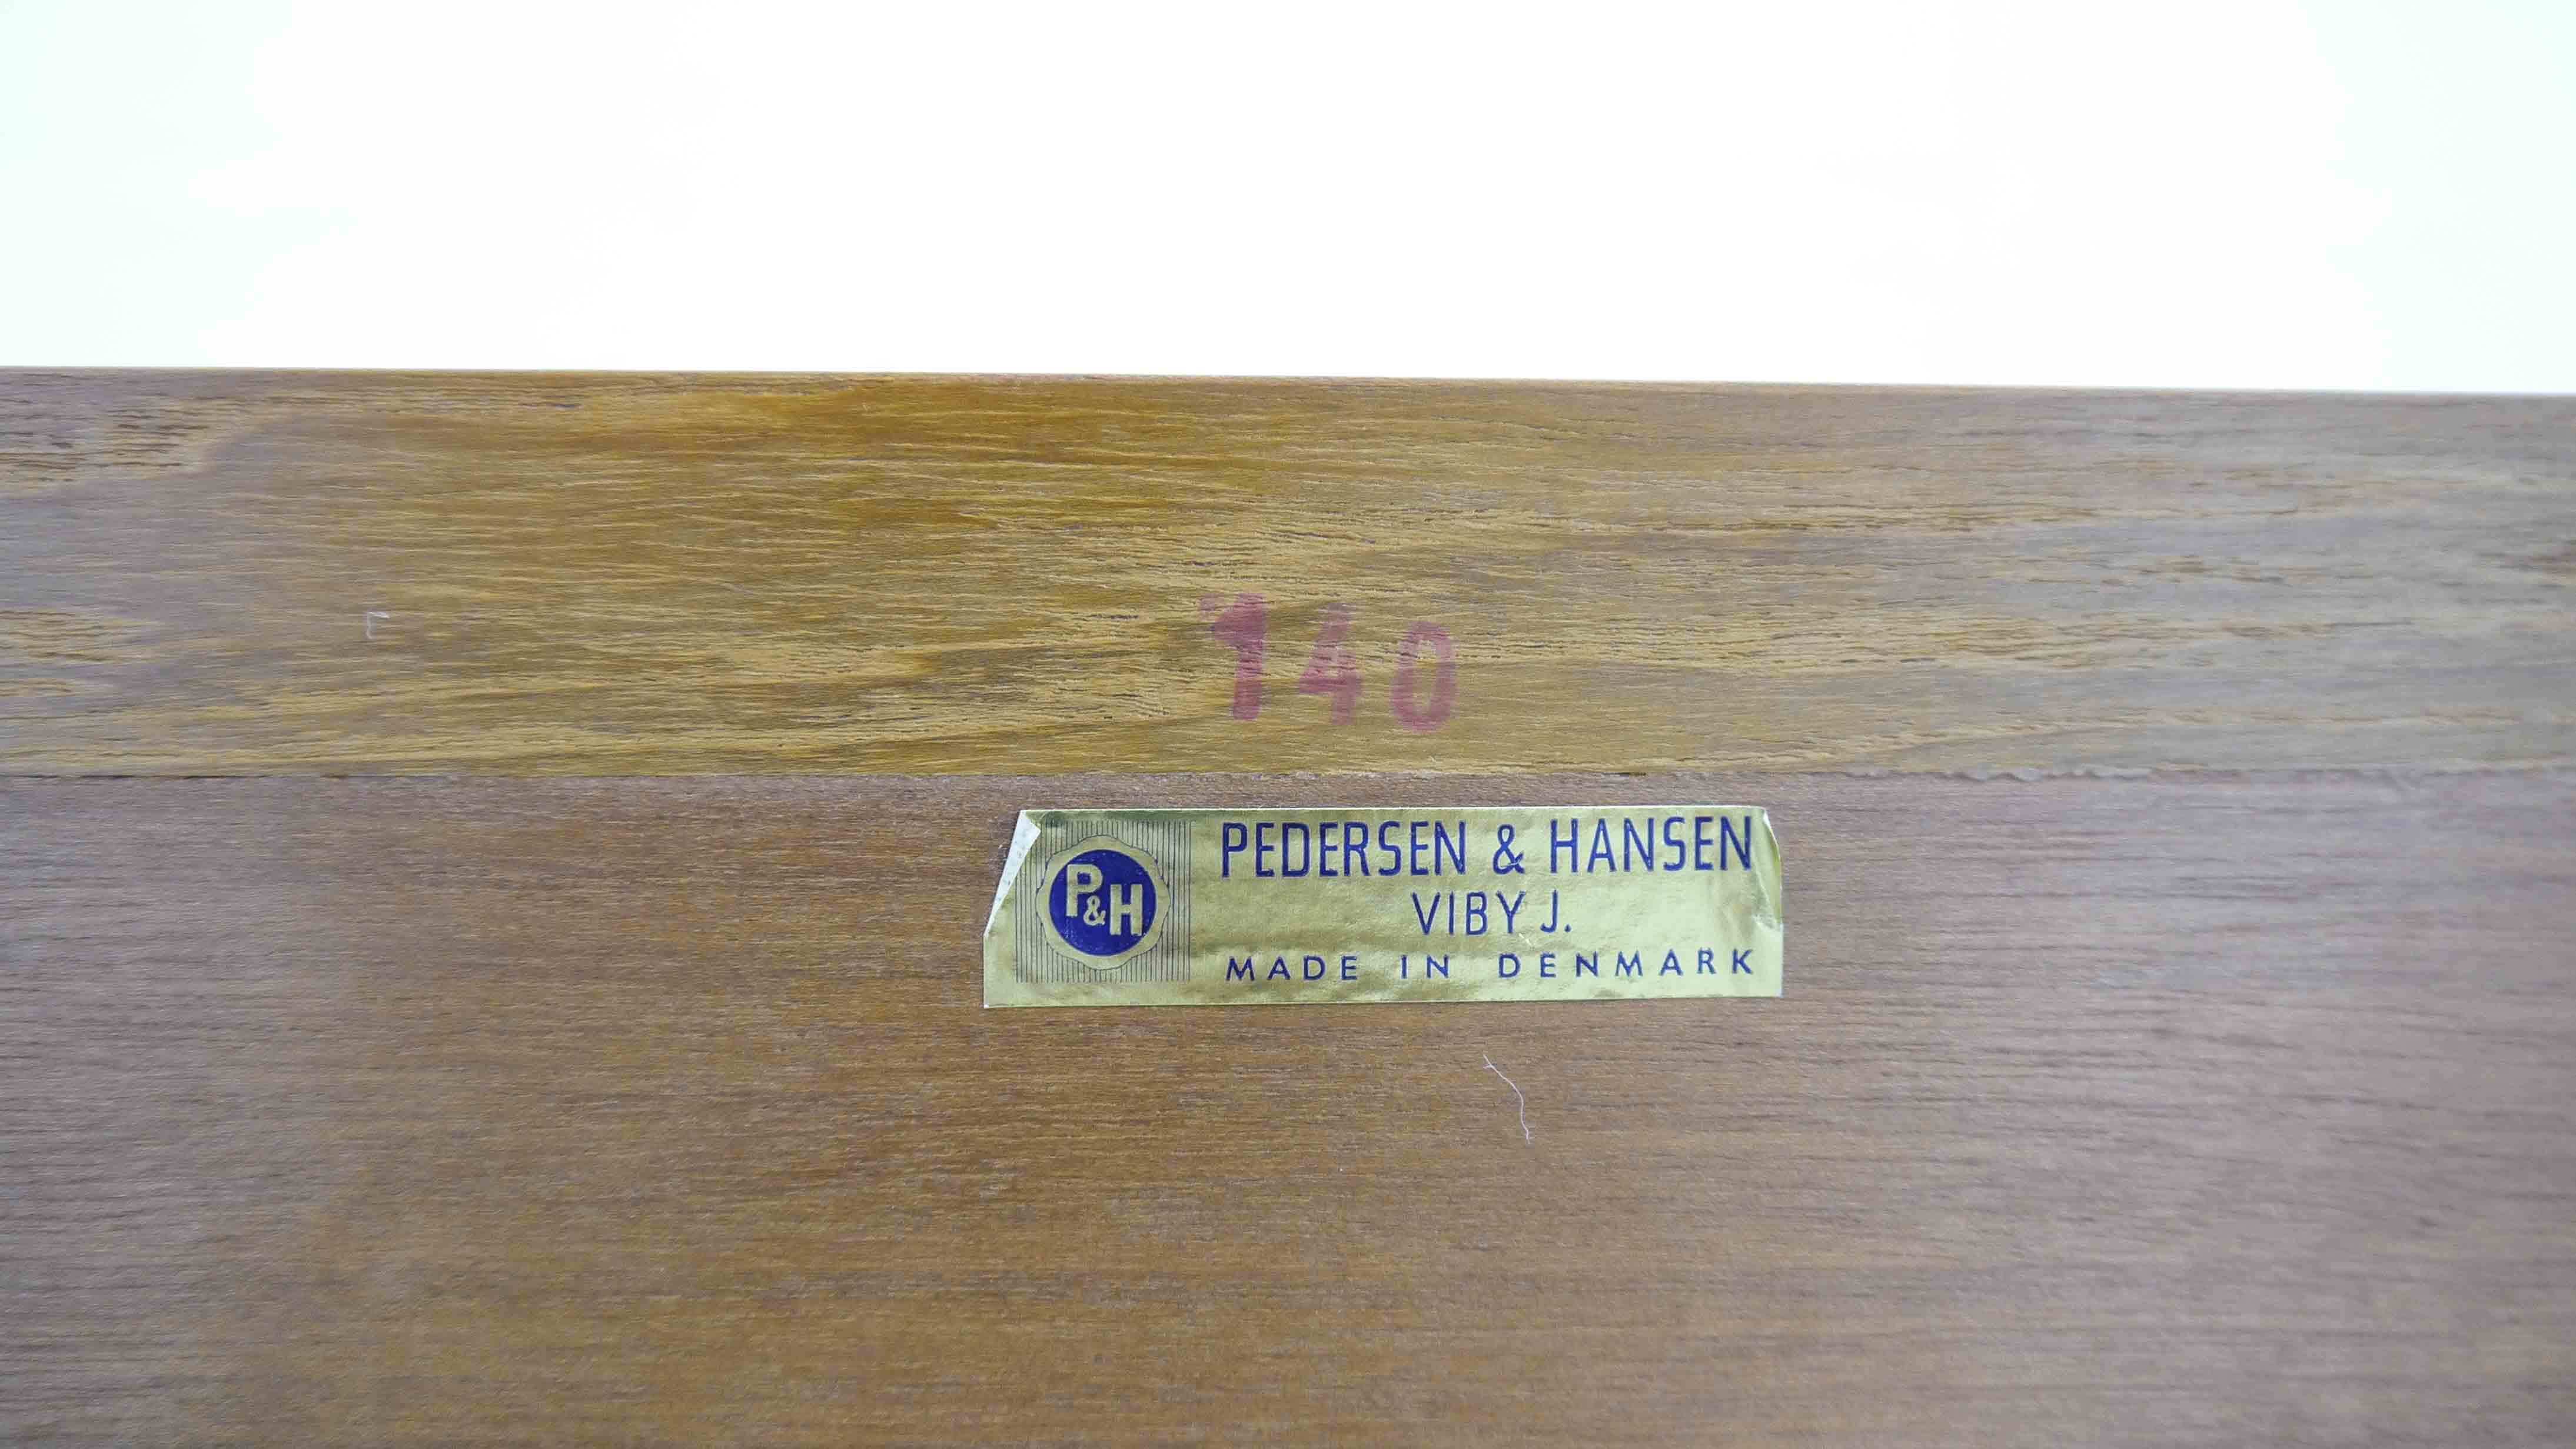 140
P&H
PEDERSEN & HANSEN
VIBY J.
MADE IN DENMARK